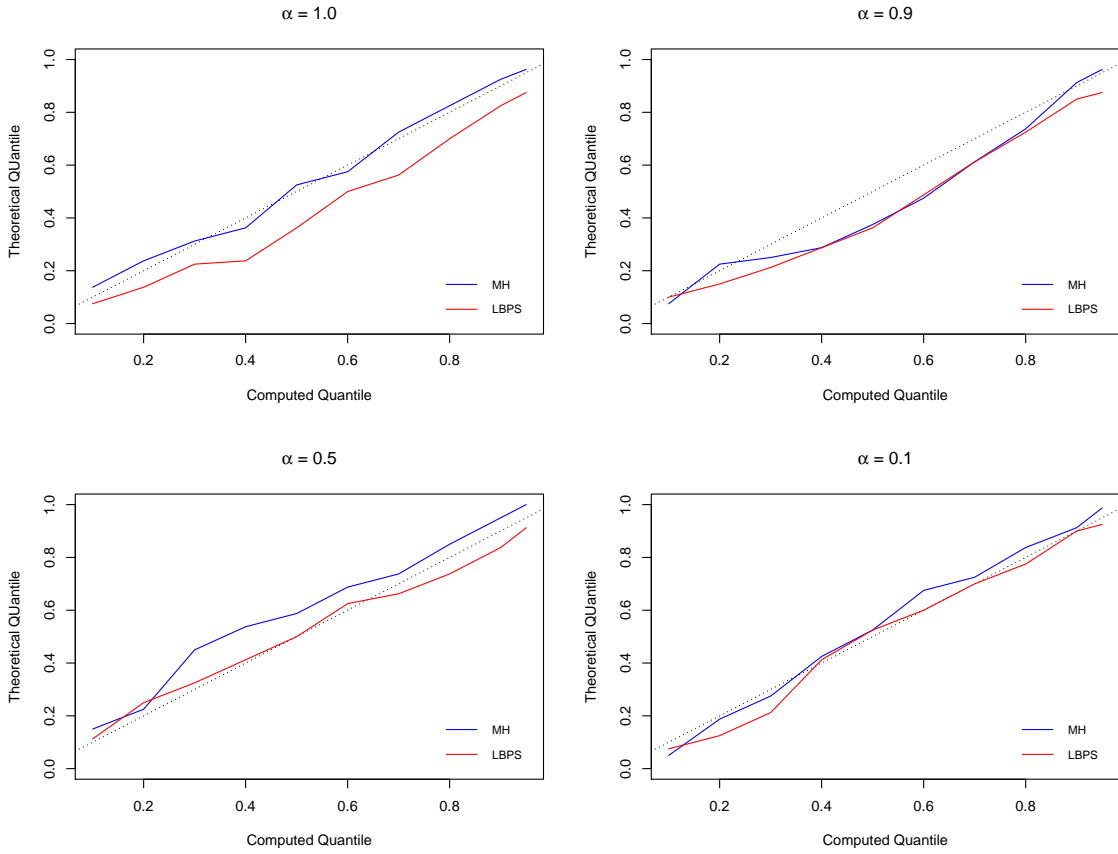 α = 1.0
Theoretical QUantile
0.0 0.2 0.4 0.6 0.8 1.0
MH
LBPS
0.2 0.4 0.6 0.8
Computed Quantile
α = 0.9
Theoretical QUantile
0.0 0.2 0.4 0.6 0.8 1.0
MH
LBPS
0.2 0.4 0.6 0.8
Computed Quantile
α = 0.5
Theoretical QUantile
0.0 0.2 0.4 0.6 0.8 1.0
MH
LBPS
0.2 0.4 0.6 0.8
Computed Quantile
α = 0.1
Theoretical QUantile
0.0 0.2 0.4 0.6 0.8 1.0
MH
LBPS
0.2 0.4 0.6 0.8
Computed Quantile